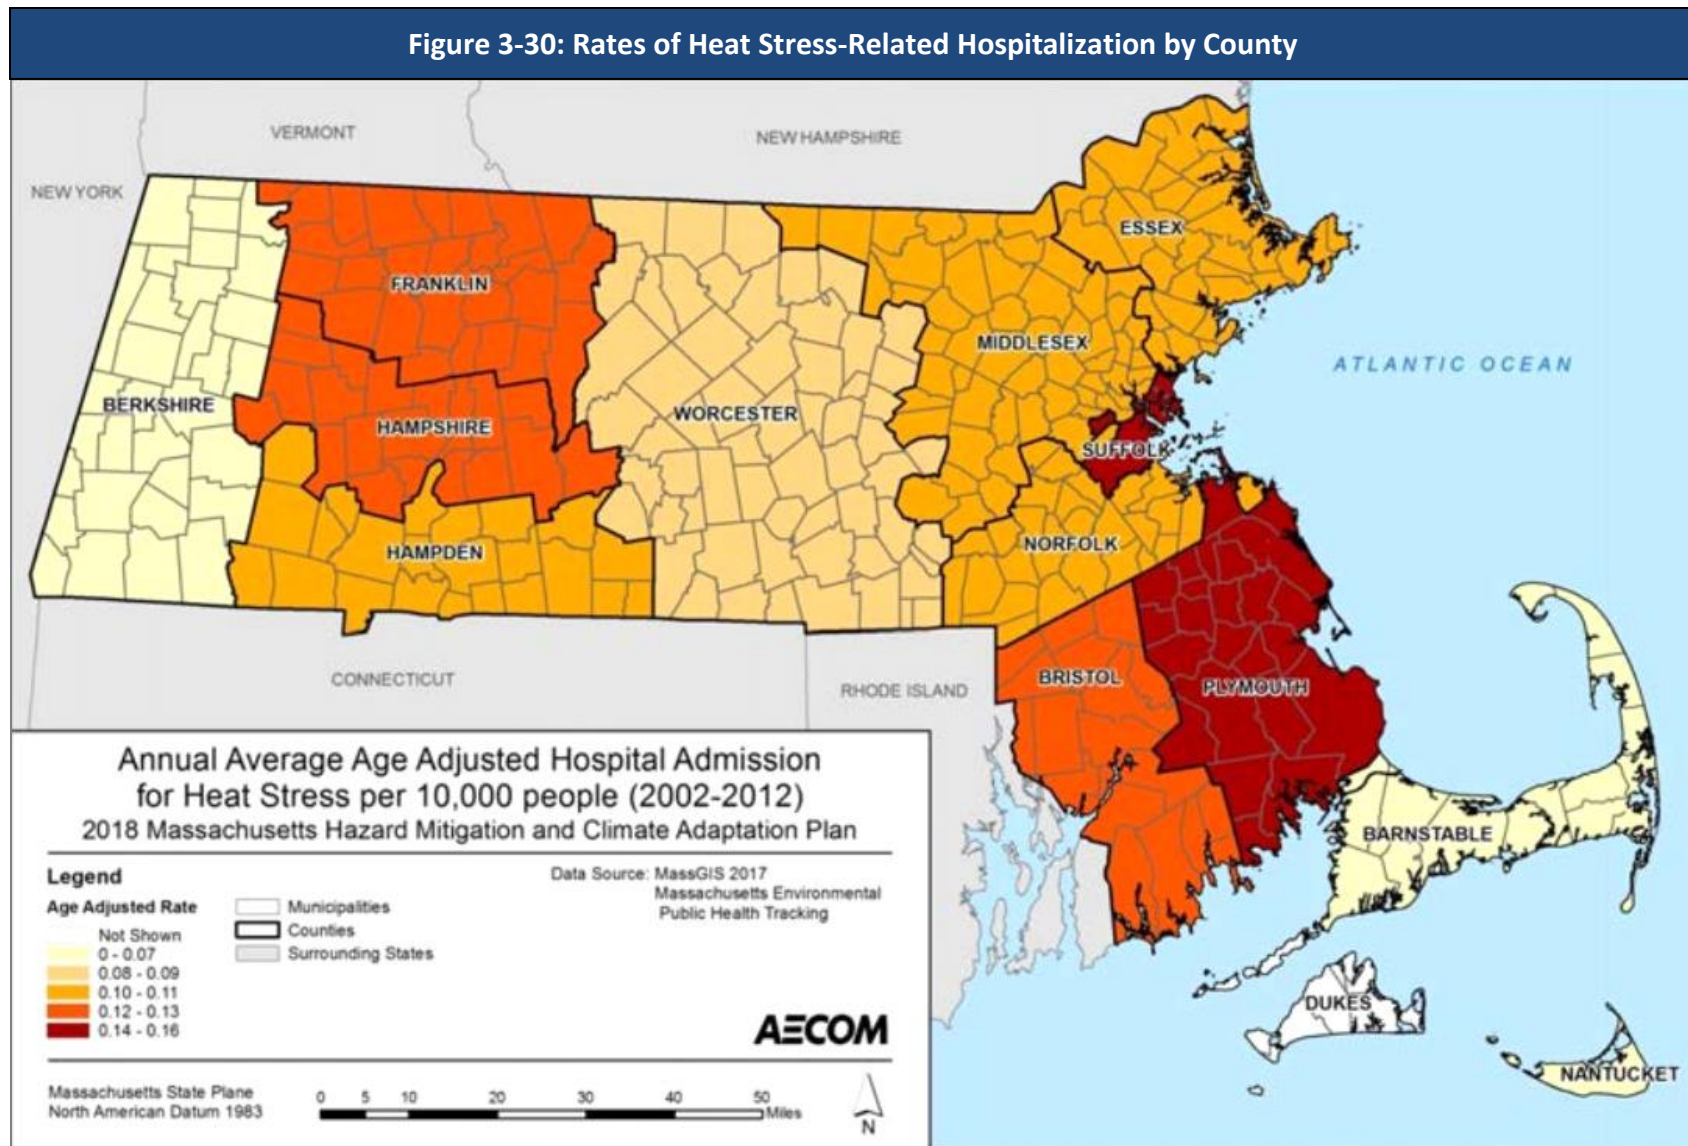 Figure 3-30: Rates of Heat Stress-Related Hospitalization by County
VERMONT
NEW HAMPSHIRE
NEW YORK
ESSEX
FRANKLIN
MIDDLESEX
ATLANTIC OCEAN
BERKSHIRE
WORCESTER
HAMPSHIRE
SUFFOLK
NORFOLK
HAMPDEN
CONNECTICUT
RHODE ISLAND
BRISTOL
PLYMOUTH
BARNSTABLE
DUKES
NANTUCKET
Annual Average Age Adjusted Hospital Admission
for Heat Stress per 10,000 people (2002-2012)
2018 Massachusetts Hazard Mitigation and Climate Adaptation Plan
Legend
Age Adjusted Rate
Not Shown
0 - 0.07
0.08 - 0.09
0.10 - 0.11
0.12 - 0.13
0.14 - 0.16
Municipalities
Counties
Surrounding States
Data Source: MassGIS 2017
Massachusetts Environmental
Public Health Tracking
AECOM
Massachusetts State Plane
North American Datum 1983
0 5 10 20 30 40 50
Miles
N